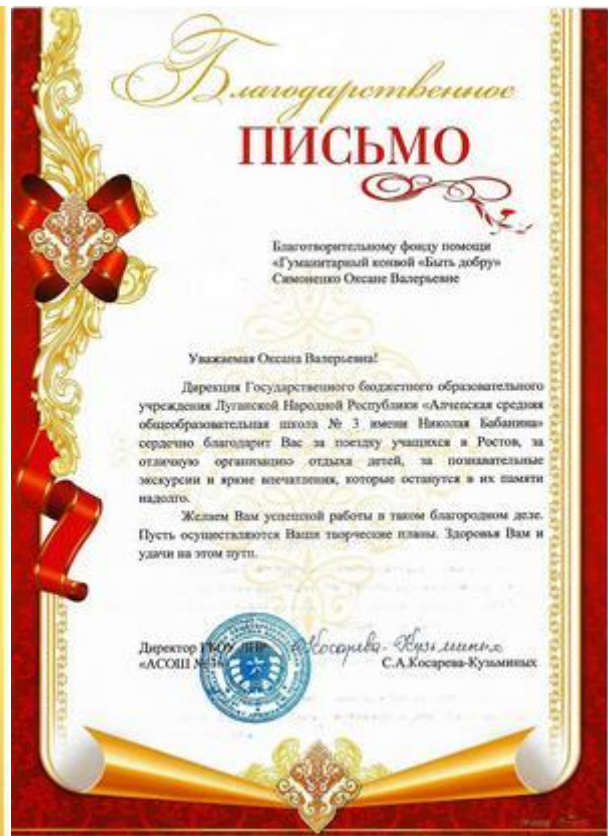 Благодарственное
ПИСЬМО
Благотворительному фонду помощи
«Гуманитарный конвой «Быть добру»
Симоненко Оксане Валерьевне
Уважаемая Оксана Валерьевна!
Дирекция Государственного бюджетного образовательного
учреждения Луганской Народной Республики «Алчевская средняя
общеобразовательная школа № 3 имени Николая Бабанина»
сердечно благодарит Вас за поездку учащихся в Ростов, за
отличную организацию отдыха детей, за познавательные
экскурсии и яркие впечатления, которые останутся в их памяти
надолго.
Желаем Вам успешной работы в таком благородном деле.
Пусть осуществляются Ваши творческие планы. Здоровья Вам и
удачи на этом пути.
Директор ГБОУ ЛНР Косарева-Кузьминых
«АСОШ № 3» С.А.Косарева-Кузьминых